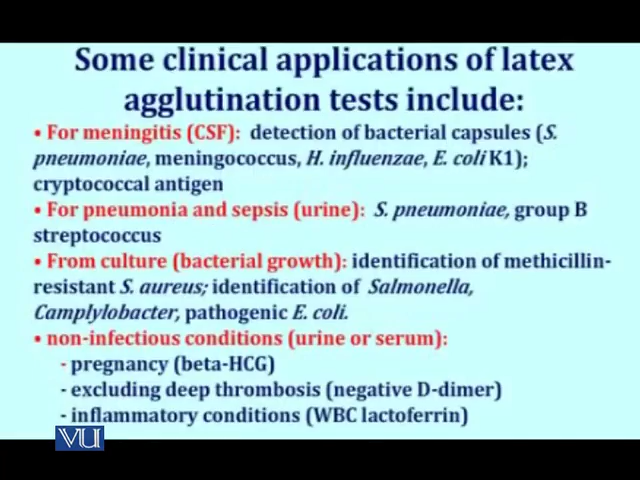 Some clinical applications of latex
agglutination tests include:
• For meningitis (CSF): detection of bacterial capsules (S.
pneumoniae, meningococcus, H. influenzae, E. coli K1);
cryptococcal antigen
• For pneumonia and sepsis (urine): S. pneumoniae, group B
streptococcus
• From culture (bacterial growth): identification of methicillin-
resistant S. aureus; identification of Salmonella,
Camplylobacter, pathogenic E. coli.
• non-infectious conditions (urine or serum):
- pregnancy (beta-HCG)
- excluding deep thrombosis (negative D-dimer)
- inflammatory conditions (WBC lactoferrin)
VU